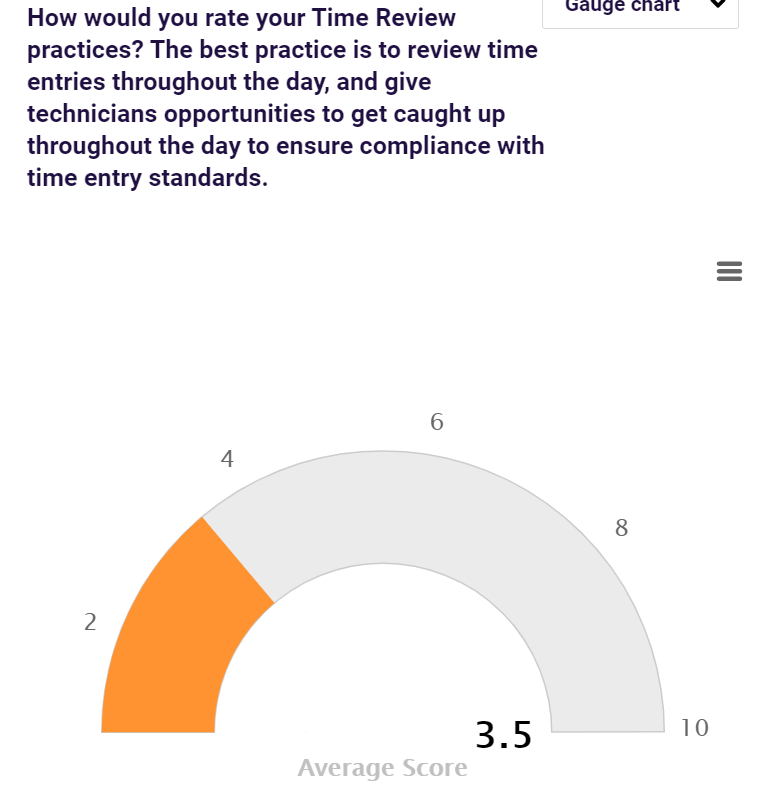 How would you rate your Time Review
practices? The best practice is to review time
entries throughout the day, and give
technicians opportunities to get caught up
throughout the day to ensure compliance with
time entry standards.
Gauge chart
6
4
8
2
10
3.5
Average Score